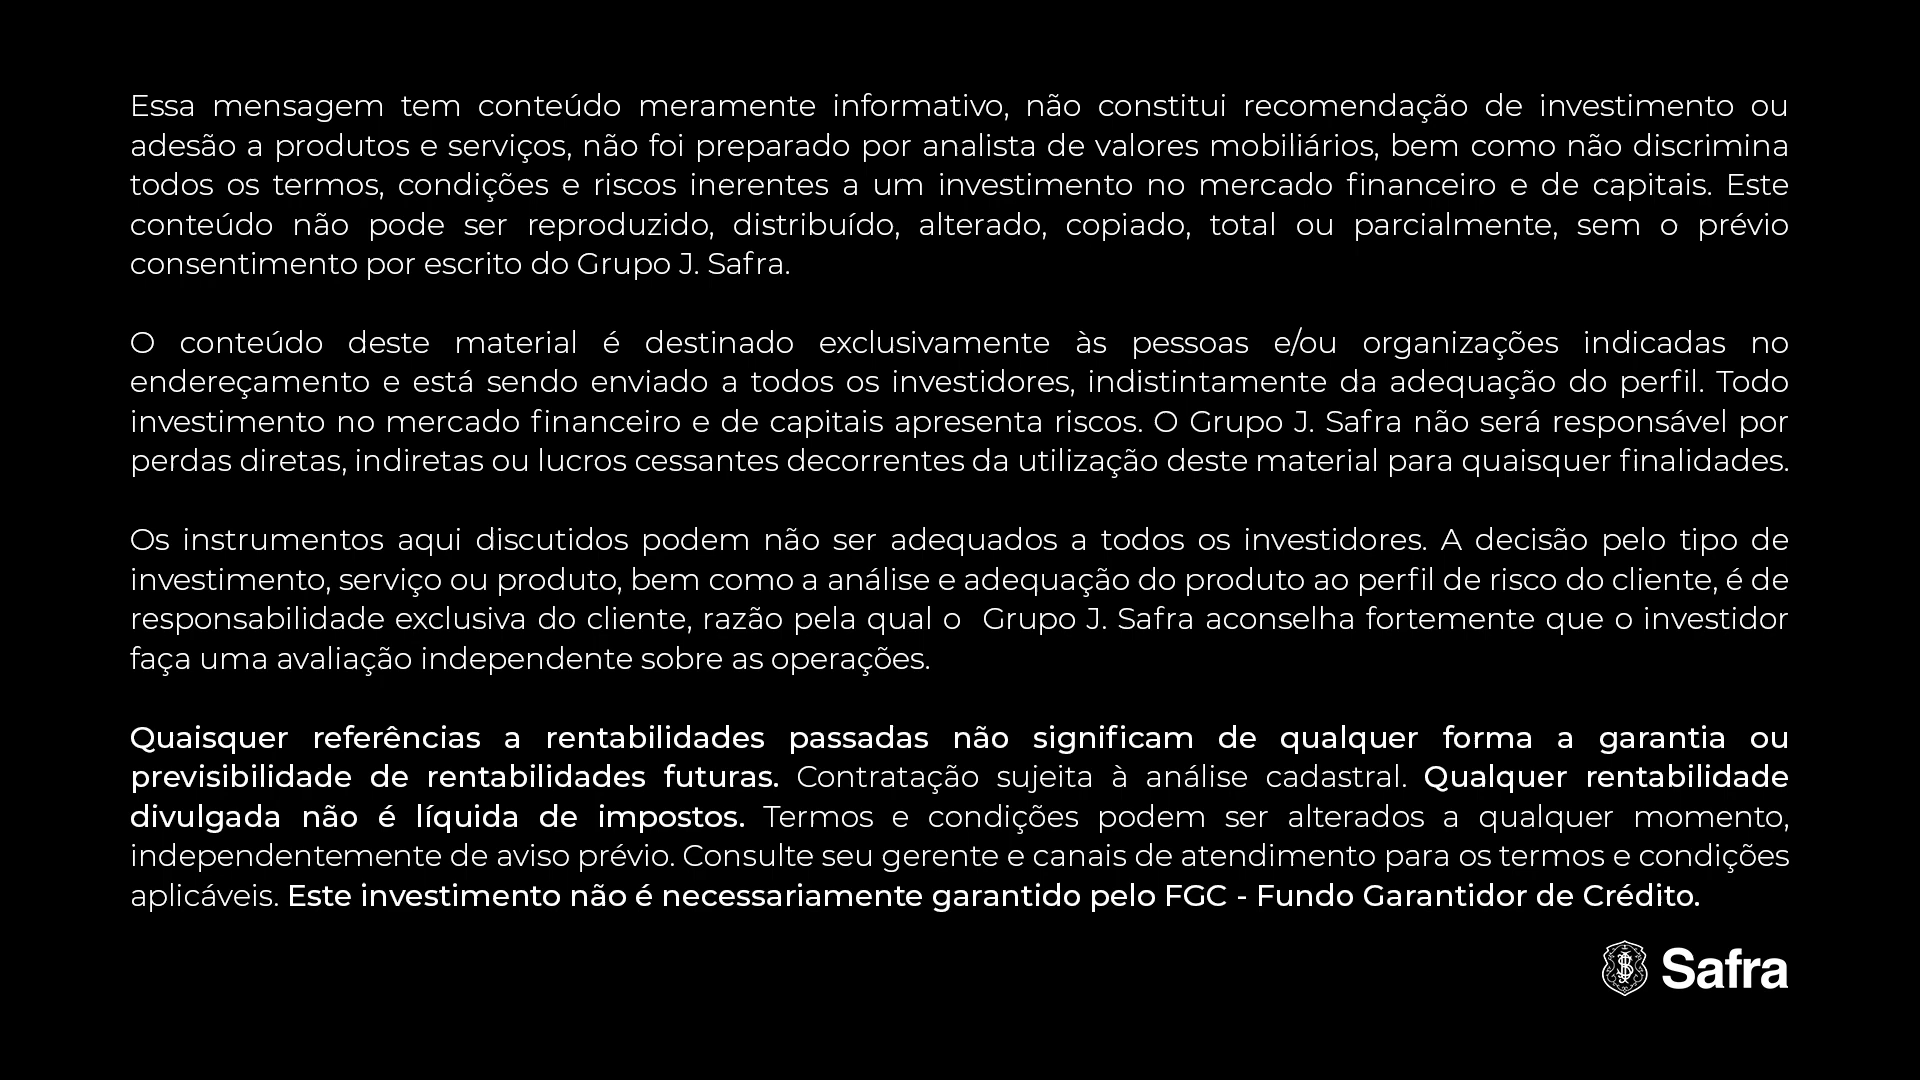 Essa mensagem tem conteúdo meramente informativo, não constitui recomendação de investimento ou
adesão a produtos e serviços, não foi preparado por analista de valores mobiliários, bem como não discrimina
todos os termos, condições e riscos inerentes a um investimento no mercado financeiro e de capitais. Este
conteúdo não pode ser reproduzido, distribuído, alterado, copiado, total ou parcialmente, sem o prévio
consentimento por escrito do Grupo J. Safra.
O conteúdo deste material é destinado exclusivamente às pessoas e/ou organizações indicadas no
endereçamento e está sendo enviado a todos os investidores, indistintamente da adequação do perfil. Todo
investimento no mercado financeiro e de capitais apresenta riscos. O Grupo J. Safra não será responsável por
perdas diretas, indiretas ou lucros cessantes decorrentes da utilização deste material para quaisquer finalidades.
Os instrumentos aqui discutidos podem não ser adequados a todos os investidores. A decisão pelo tipo de
investimento, serviço ou produto, bem como a análise e adequação do produto ao perfil de risco do cliente, é de
responsabilidade exclusiva do cliente, razão pela qual o  Grupo J. Safra aconselha fortemente que o investidor
faça uma avaliação independente sobre as operações.
Quaisquer referências a rentabilidades passadas não significam de qualquer forma a garantia ou
previsibilidade de rentabilidades futuras. Contratação sujeita à análise cadastral. Qualquer rentabilidade
divulgada não é líquida de impostos. Termos e condições podem ser alterados a qualquer momento,
independentemente de aviso prévio. Consulte seu gerente e canais de atendimento para os termos e condições
aplicáveis. Este investimento não é necessariamente garantido pelo FGC - Fundo Garantidor de Crédito.
Safra